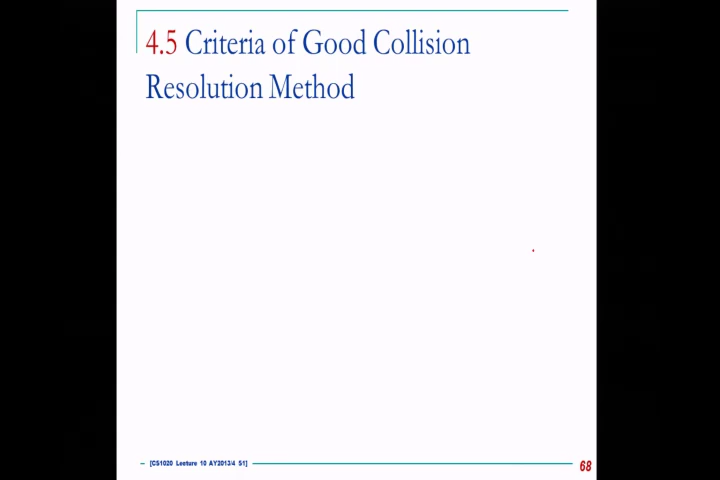 4.5 Criteria of Good Collision
Resolution Method
[CS1020 Lecture 10 AY2013/4 S1]
68